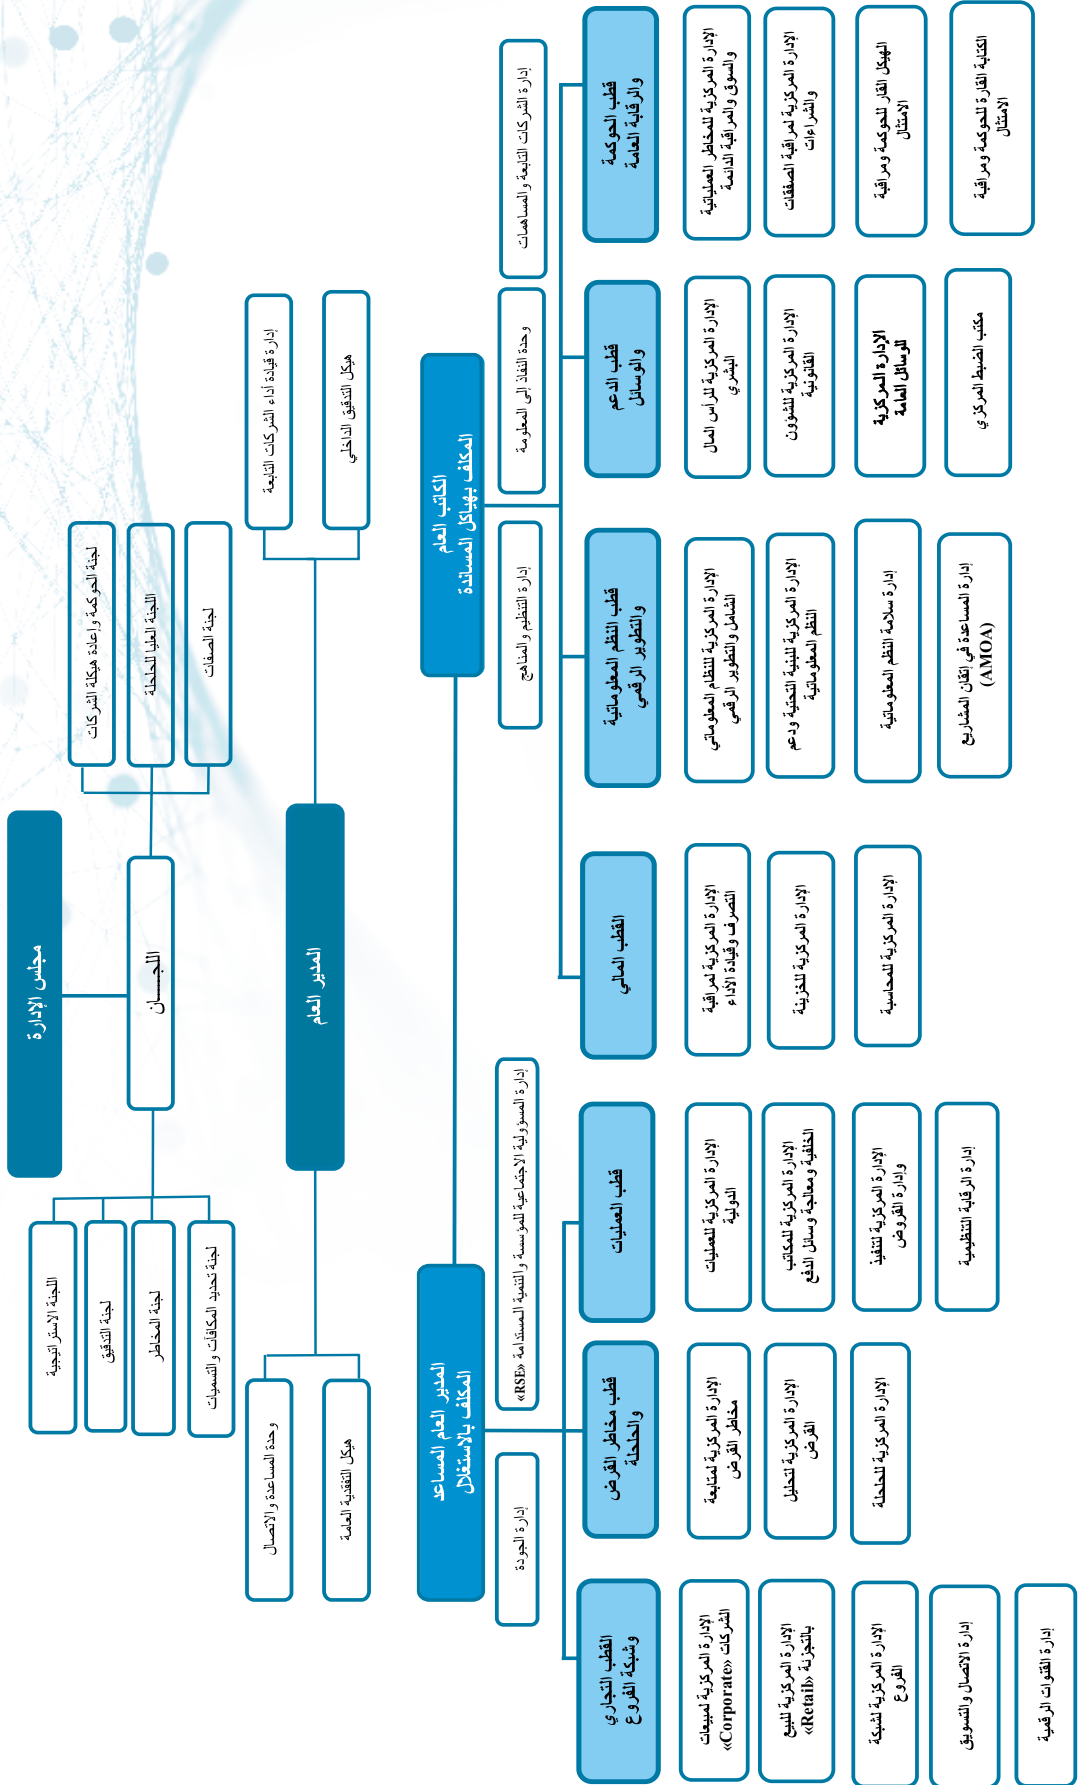 مجلس الإدارة
اللجـــــان
لجنة الحوكمة وإعادة هيكلة الشركات
اللجنة العليا للحلحلة
لجنة الصفقات
اللجنة الاستراتيجية
لجنة التدقيق
لجنة المخاطر
لجنة تحديد المكافآت والتسميات
المدير العام
إدارة قيادة أداء الشركات التابعة
هيكل التدقيق الداخلي
وحدة المساعدة والاتصال
هيكل التفقدية العامة
الكاتب العام
المكلف بهياكل المساندة
إدارة الشركات التابعة والمساهمات
وحدة النفاذ إلى المعلومة
إدارة التنظيم والمناهج
قطب الحوكمة
والرقابة العامة
الإدارة المركزية للمخاطر العملياتية
والسوق والمراقبة الدائمة
الإدارة المركزية لمراقبة الصفقات
والشراءات
الهيكل القار للحوكمة ومراقبة
الامتثال
الكتابة القارة للحوكمة ومراقبة
الامتثال
قطب الدعم
والوسائل
الإدارة المركزية للرأس المال
البشري
الإدارة المركزية للشؤون
القانونية
الإدارة المركزية
للوسائل العامة
مكتب الضبط المركزي
قطب النظم المعلوماتية
والتطوير الرقمي
الإدارة المركزية للنظام المعلوماتي
الشامل والتطوير الرقمي
الإدارة المركزية للبنية التحتية ودعم
النظم المعلوماتية
إدارة سلامة النظم المعلوماتية
إدارة المساعدة في إتقان المشاريع
(AMOA)
القطب المالي
الإدارة المركزية لمراقبة
التصرف وقيادة الأداء
الإدارة المركزية للخزينة
الإدارة المركزية للمحاسبة
المدير العام المساعد
المكلف بالاستغلال
إدارة المسؤولية الاجتماعية للمؤسسة والتنمية المستدامة «RSE»
إدارة الجودة
قطب العمليات
الإدارة المركزية للعمليات
الدولية
الإدارة المركزية للمكاتب
الخلفية ومعالجة وسائل الدفع
الإدارة المركزية لتنفيذ
وإدارة القروض
إدارة الرقابة التنظيمية
قطب مخاطر القرض
والحلحلة
الإدارة المركزية لمتابعة
مخاطر القرض
الإدارة المركزية لتحليل
القرض
الإدارة المركزية للحلحلة
القطب التجاري
وشبكة الفروع
الإدارة المركزية لمبيعات
الشركات «Corporate»
الإدارة المركزية للبيع
بالتجزئة «Retail»
الإدارة المركزية لشبكة
الفروع
إدارة الاتصال والتسويق
إدارة القنوات الرقمية